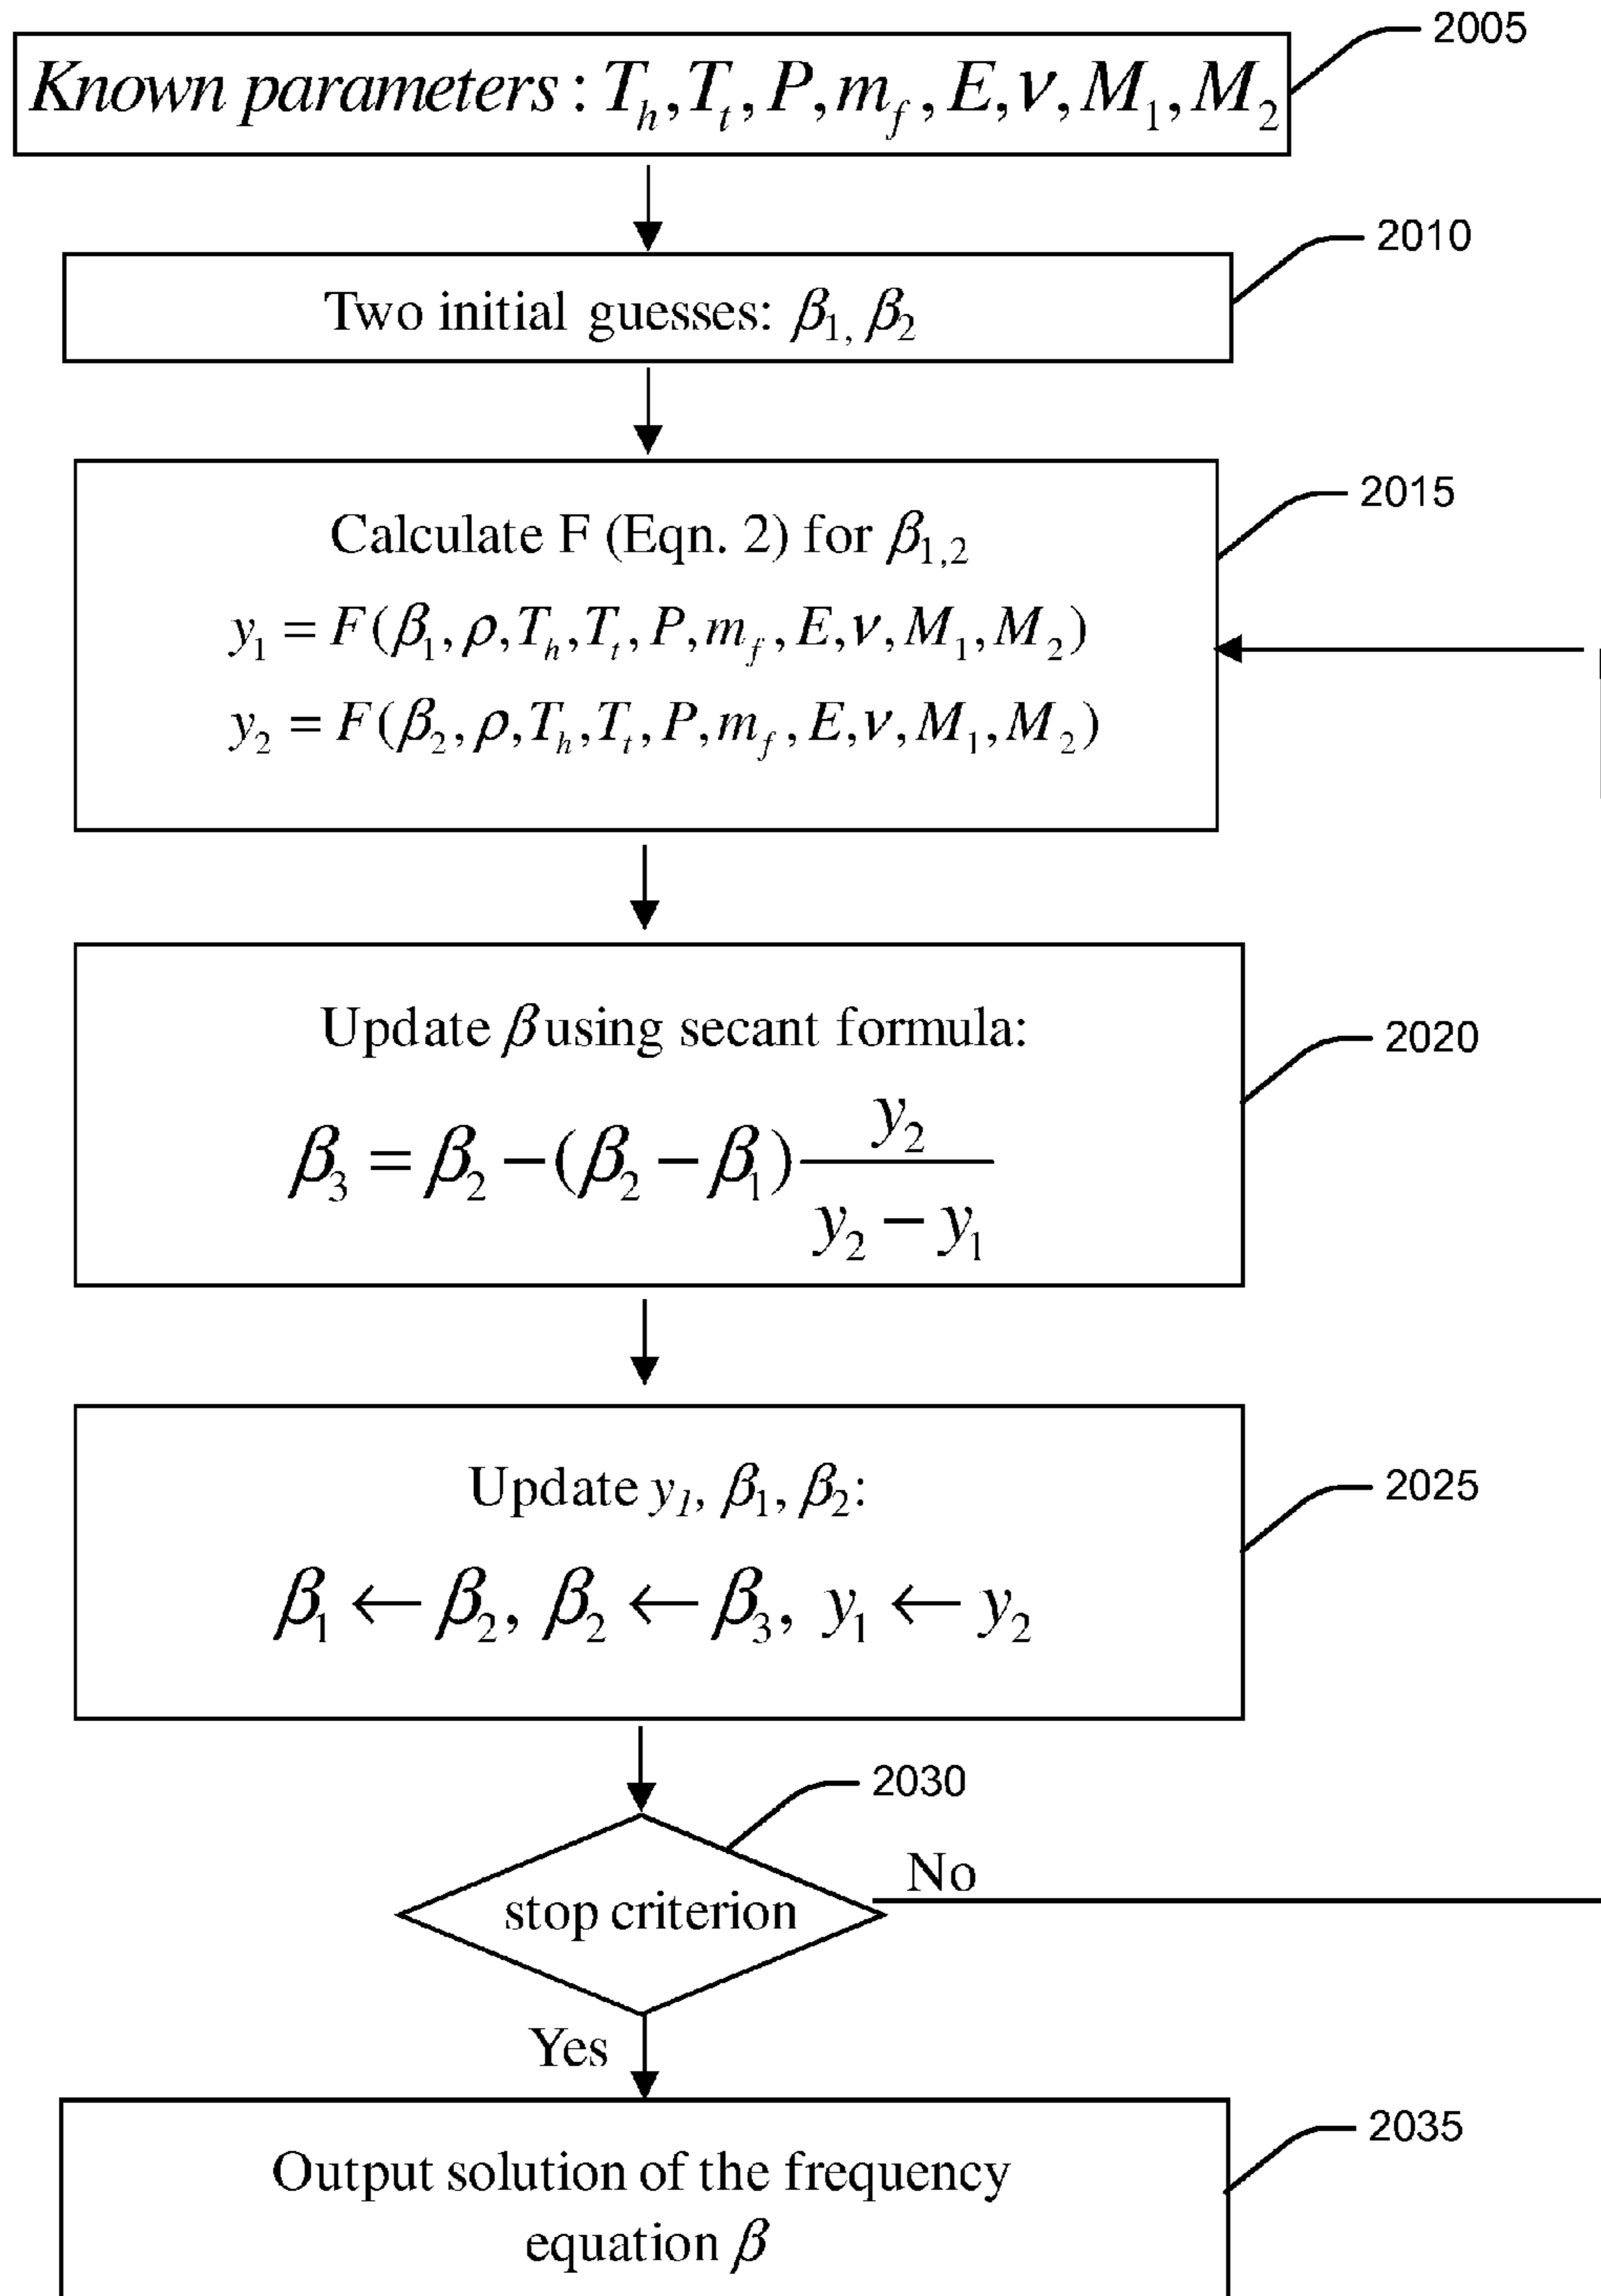 2005
Known parameters: T_h, T_t, P, m_f, E, ν, M_1, M_2
2010
Two initial guesses: β_1, β_2
2015
Calculate F (Eqn. 2) for β_1,2
y_1 = F(β_1, ρ, T_h, T_t, P, m_f, E, ν, M_1, M_2)
y_2 = F(β_2, ρ, T_h, T_t, P, m_f, E, ν, M_1, M_2)
2020
Update β using secant formula:
β_3 = β_2 − (β_2 − β_1) y_2 / (y_2 − y_1)
2025
Update y_1, β_1, β_2:
β_1 ← β_2, β_2 ← β_3, y_1 ← y_2
2030
No
stop criterion
Yes
2035
Output solution of the frequency
equation β